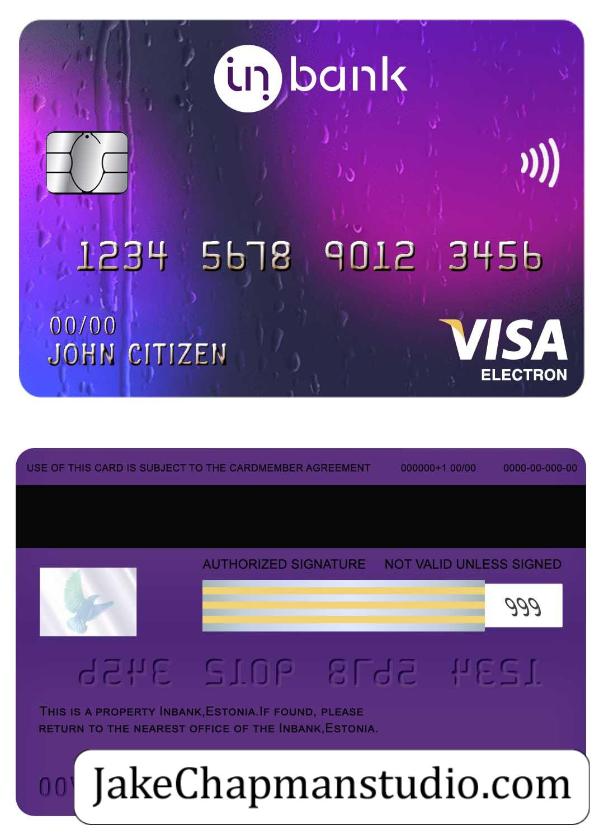 in bank
1234 5678 9012 3456
00/00
JOHN CITIZEN
VISA
ELECTRON
USE OF THIS CARD IS SUBJECT TO THE CARDMEMBER AGREEMENT 000000+1 00/00 0000-00-000-00
AUTHORIZED SIGNATURE NOT VALID UNLESS SIGNED
999
THIS IS A PROPERTY INBANK,ESTONIA.IF FOUND, PLEASE
RETURN TO THE NEAREST OFFICE OF THE INBANK,ESTONIA.
JakeChapmanstudio.com